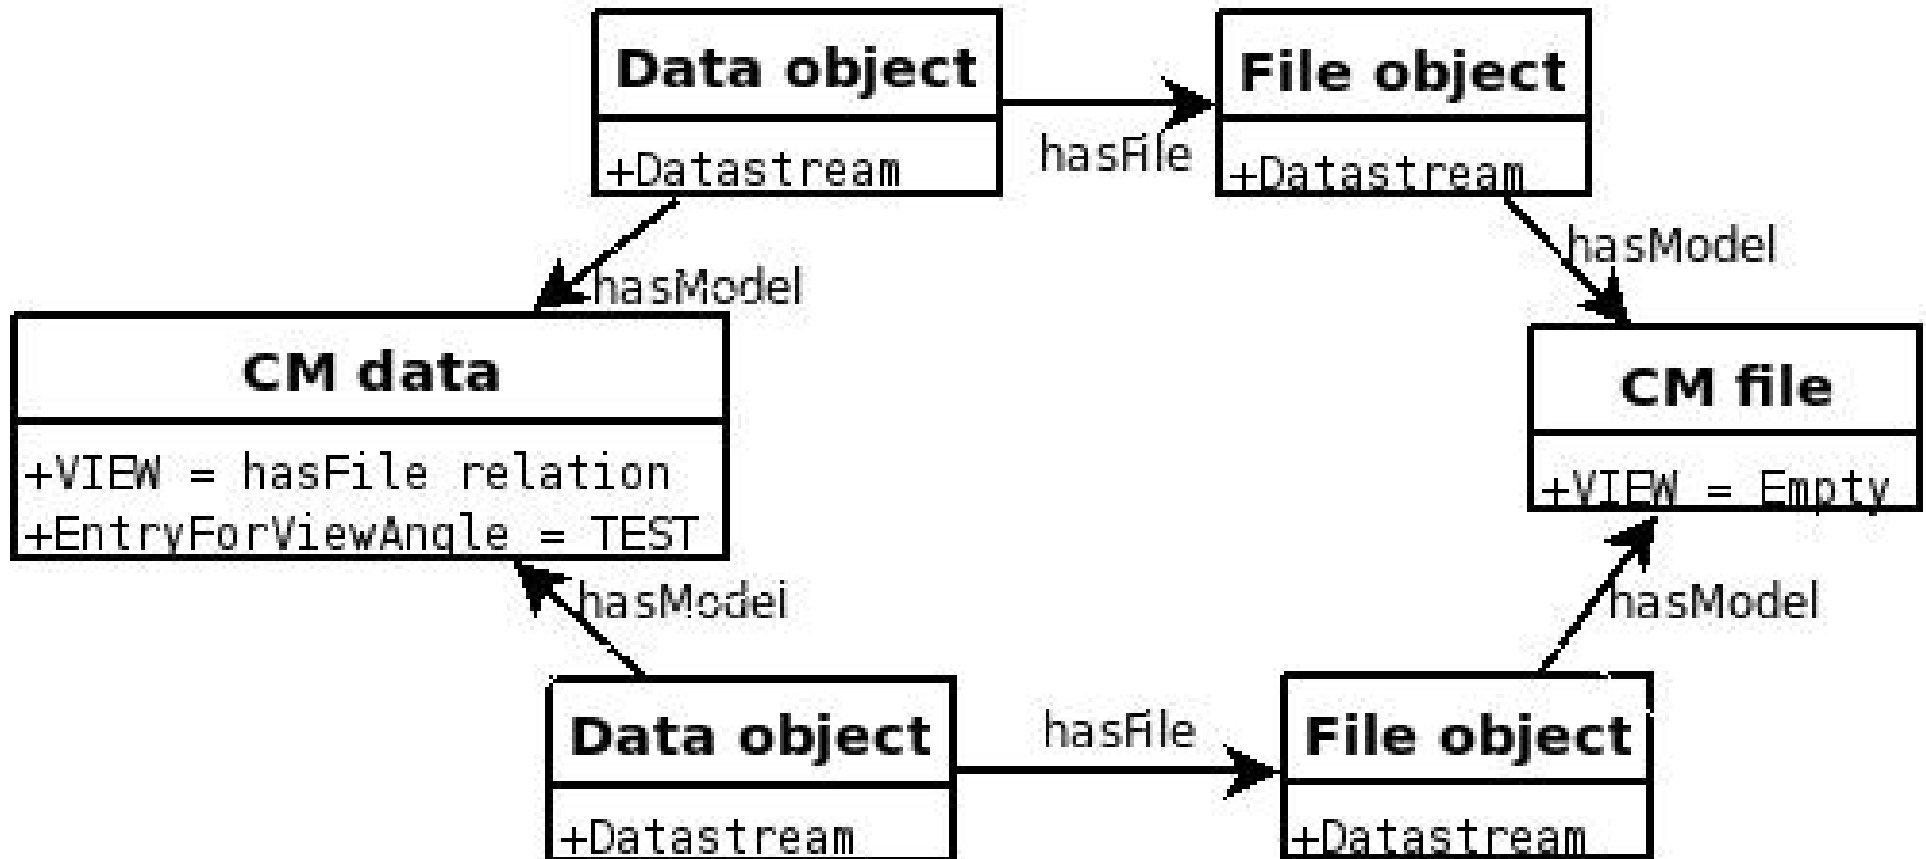 Data object
File object
+Datastream
hasFile
+Datastream
hasModel
hasModel
CM data
CM file
+VIEW = hasFile relation
+VIEW = Empty
+EntryForViewAngle = TEST
hasModel
hasModel
Data object
hasFile
File object
+Datastream
+Datastream